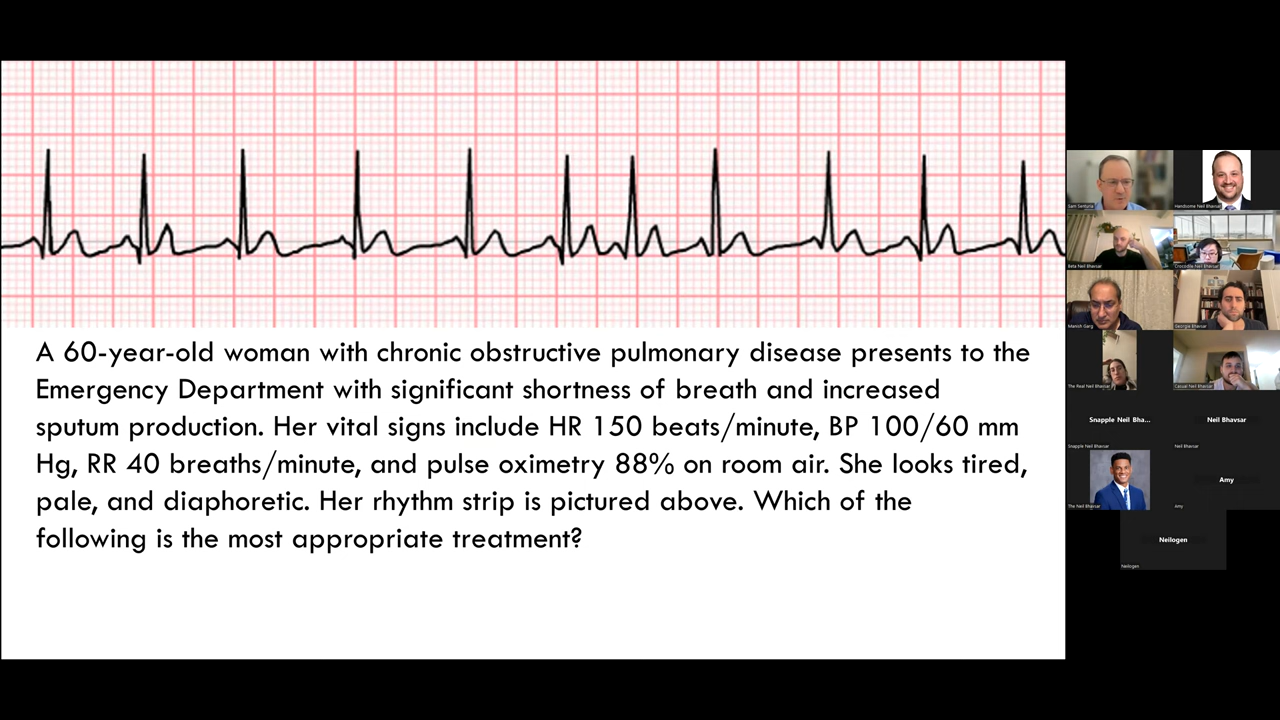 A 60-year-old woman with chronic obstructive pulmonary disease presents to the
Emergency Department with significant shortness of breath and increased
sputum production. Her vital signs include HR 150 beats/minute, BP 100/60 mm
Hg, RR 40 breaths/minute, and pulse oximetry 88% on room air. She looks tired,
pale, and diaphoretic. Her rhythm strip is pictured above. Which of the
following is the most appropriate treatment?
Sam Senturia
Handsome Neil Bhavsar
Beta Neil Bhavsar
Crocodile Neil Bhavsar
Manish Garg
Georgie Bhavsar
The Real Neil Bhavsar
Casual Neil Bhavsar
Snapple Neil Bha...
Snapple Neil Bhavsar
Neil Bhavsar
Neil Bhavsar
The Neil Bhavsar
Amy
Amy
Neilogen
Neilogen